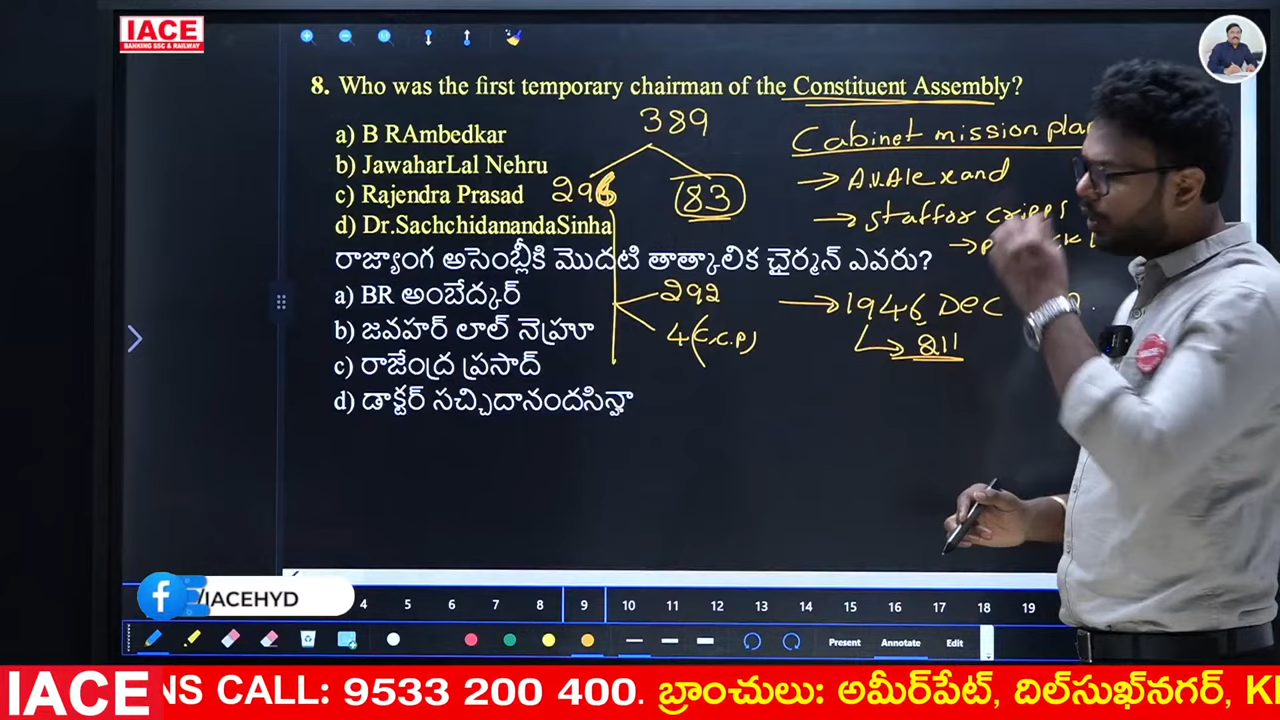 IACE
BANKING SSC & RAILWAY
8. Who was the first temporary chairman of the Constituent Assembly?
a) B RAmbedkar
b) JawaharLal Nehru
c) Rajendra Prasad
d) Dr.SachchidanandaSinha
389
296
83
292
4(C.C.P)
Cabinet mission plan
→ A.V.Alexand
→ staffor cripps
→ 1946 Dec
211
రాజ్యాంగ అసెంబ్లీకి మొదటి తాత్కాలిక ఛైర్మన్ ఎవరు?
a) BR అంబేద్కర్
b) జవహర్ లాల్ నెహ్రూ
c) రాజేంద్ర ప్రసాద్
d) డాక్టర్ సచ్చిదానందసిన్హా
/IACEHYD
4 5 6 7 8 9 10 11 12 13 14 15 16 17 18 19
Present Annotate Edit
IACE NS CALL: 9533 200 400. బ్రాంచులు: అమీర్‌పేట్, దిల్‌సుఖ్‌నగర్,